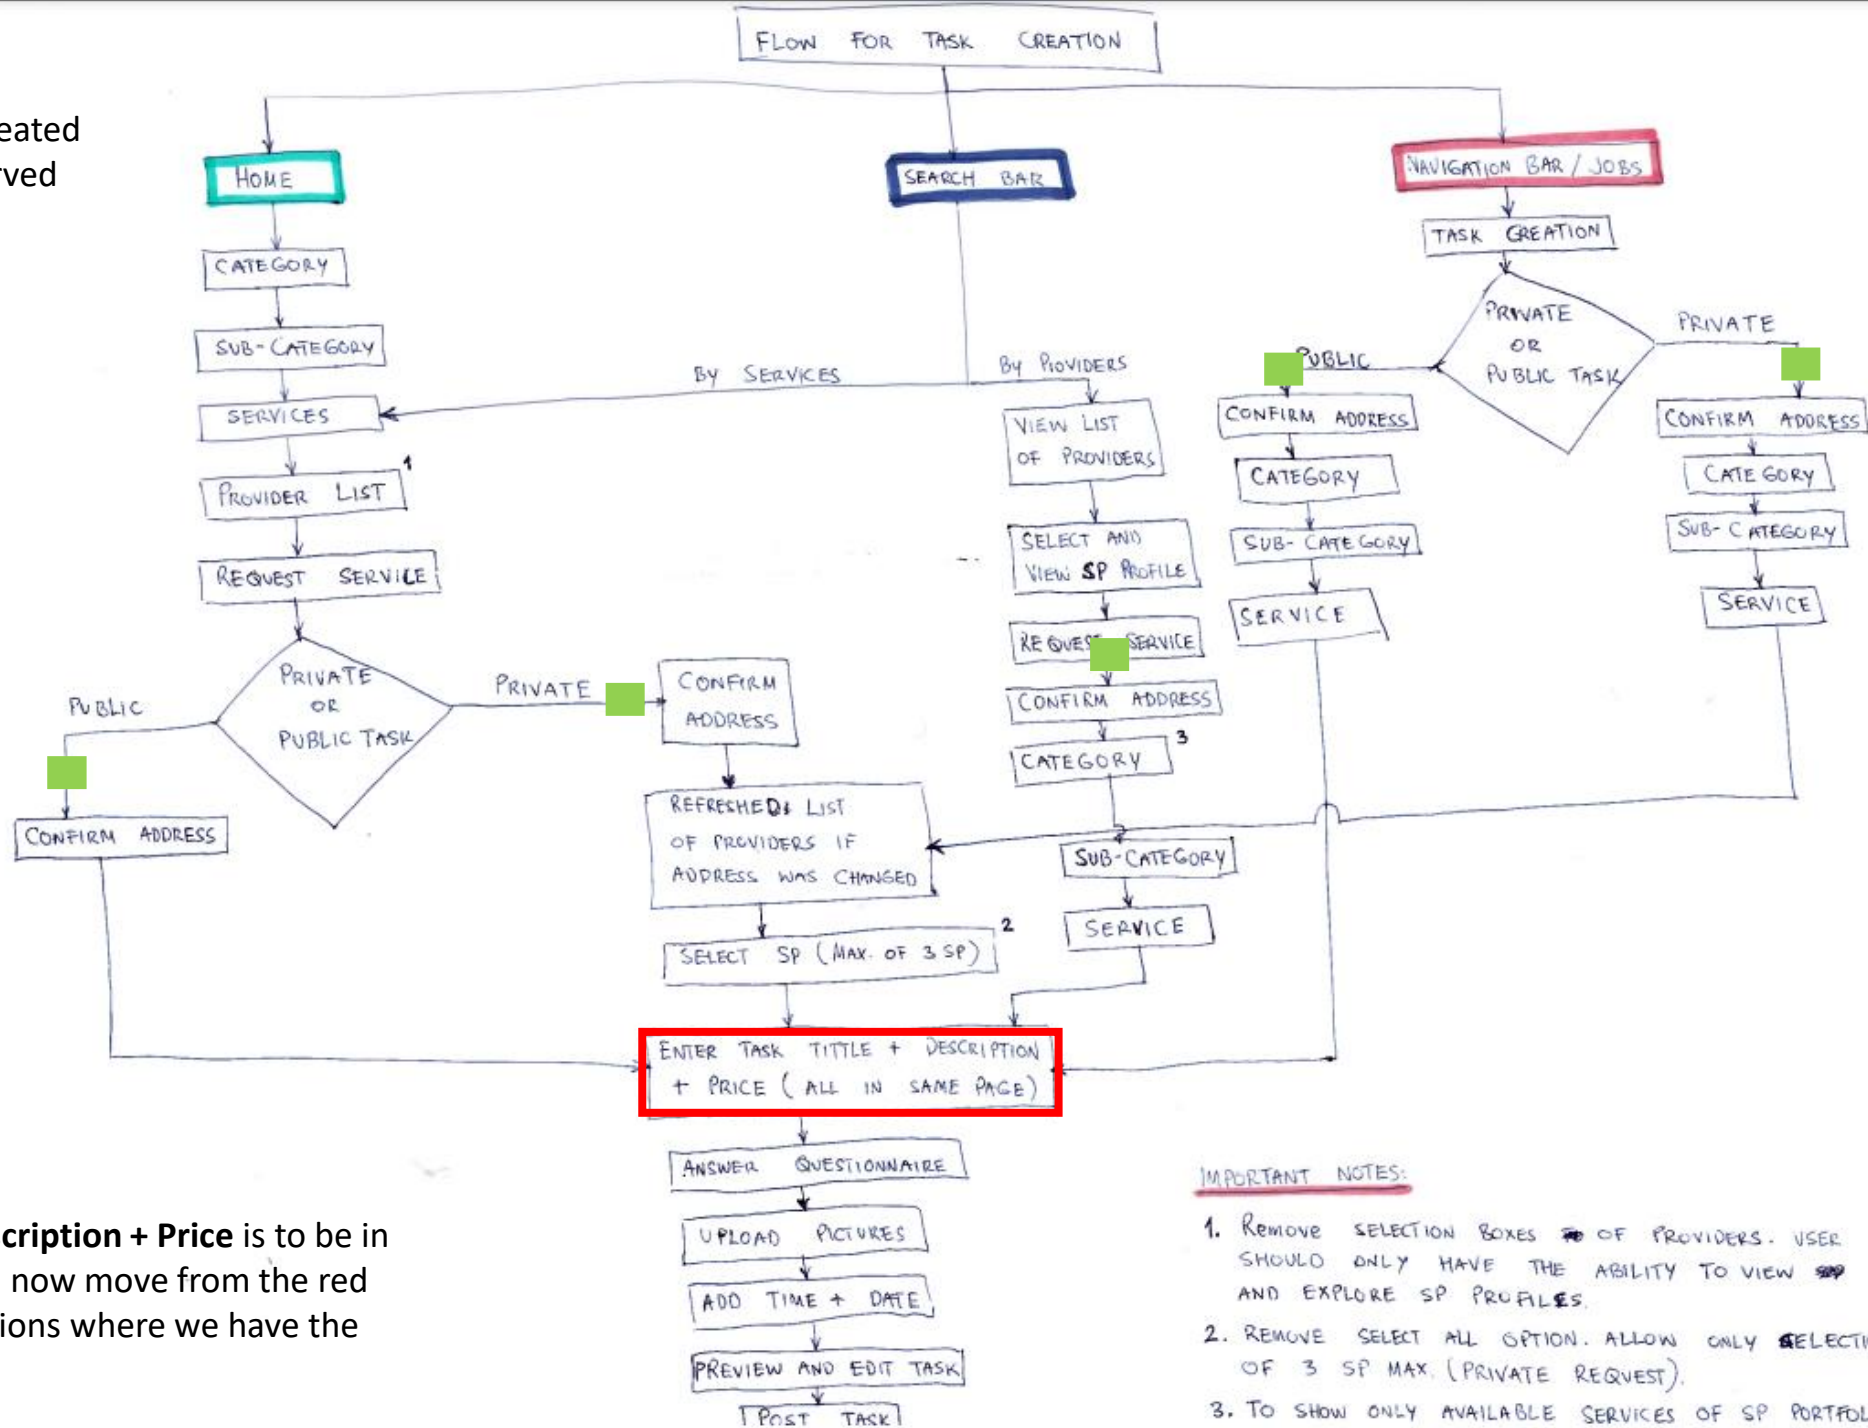 FLOW FOR TASK CREATION
eated
rved
HOME
SEARCH BAR
NAVIGATION BAR / JOBS
TASK CREATION
CATEGORY
PRIVATE
OR
PUBLIC TASK
PUBLIC
PRIVATE
SUB-CATEGORY
BY SERVICES
BY PROVIDERS
SERVICES
VIEW LIST
OF PROVIDERS
CONFIRM ADDRESS
CONFIRM ADDRESS
PROVIDER LIST 1
CATEGORY
CATEGORY
SUB-CATEGORY
SUB-CATEGORY
SELECT AND
VIEW SP PROFILE
REQUEST SERVICE
SERVICE
SERVICE
REQUEST SERVICE
PRIVATE
OR
PUBLIC TASK
PUBLIC
PRIVATE
CONFIRM
ADDRESS
CONFIRM ADDRESS
CATEGORY 3
CONFIRM ADDRESS
REFRESHED LIST
OF PROVIDERS IF
ADDRESS WAS CHANGED
SUB-CATEGORY
SERVICE
SELECT SP (MAX. OF 3 SP) 2
ENTER TASK TITTLE + DESCRIPTION
+ PRICE (ALL IN SAME PAGE)
ANSWER QUESTIONNAIRE
UPLOAD PICTURES
ADD TIME + DATE
PREVIEW AND EDIT TASK
POST TASK
cription + Price is to be in
now move from the red
tions where we have the
IMPORTANT NOTES:
1. REMOVE SELECTION BOXES OF PROVIDERS. USER
SHOULD ONLY HAVE THE ABILITY TO VIEW
AND EXPLORE SP PROFILES.
2. REMOVE SELECT ALL OPTION. ALLOW ONLY SELECTI
OF 3 SP MAX. (PRIVATE REQUEST).
3. TO SHOW ONLY AVAILABLE SERVICES OF SP PORTFOL